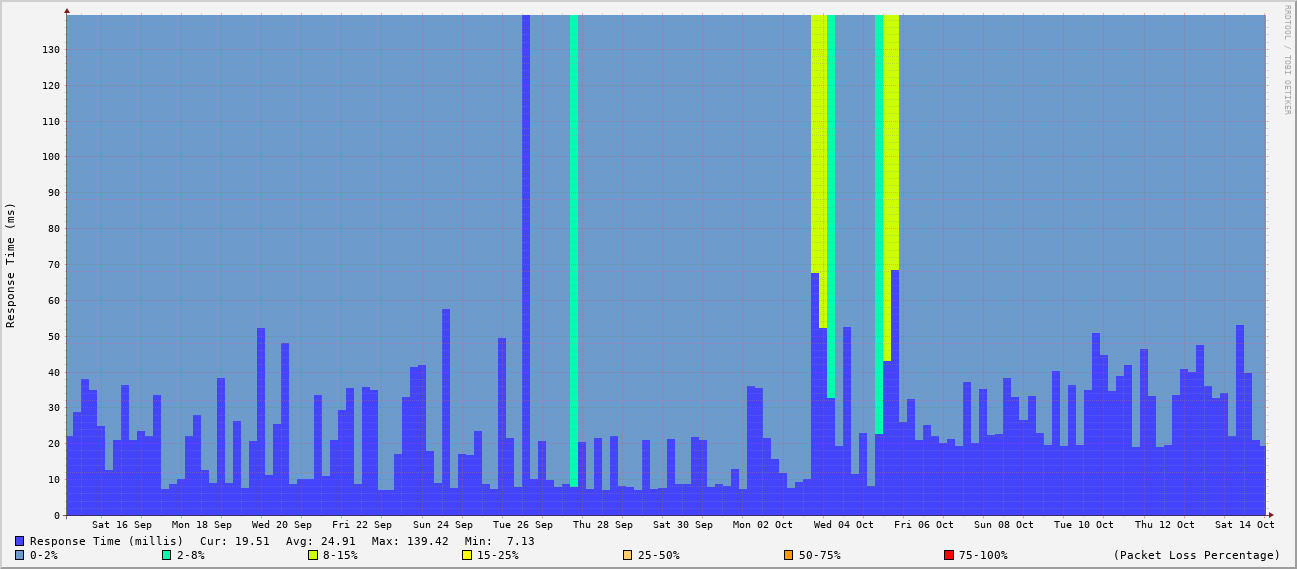 RRDTOOL / TOBI OETIKER
Response Time (ms)
130
120
110
100
90
80
70
60
50
40
30
20
10
0
Sat 16 Sep Mon 18 Sep Wed 20 Sep Fri 22 Sep Sun 24 Sep Tue 26 Sep Thu 28 Sep Sat 30 Sep Mon 02 Oct Wed 04 Oct Fri 06 Oct Sun 08 Oct Tue 10 Oct Thu 12 Oct Sat 14 Oct
Response Time (millis) Cur: 19.51 Avg: 24.91 Max: 139.42 Min: 7.13
0-2% 2-8% 8-15% 15-25% 25-50% 50-75% 75-100% (Packet Loss Percentage)